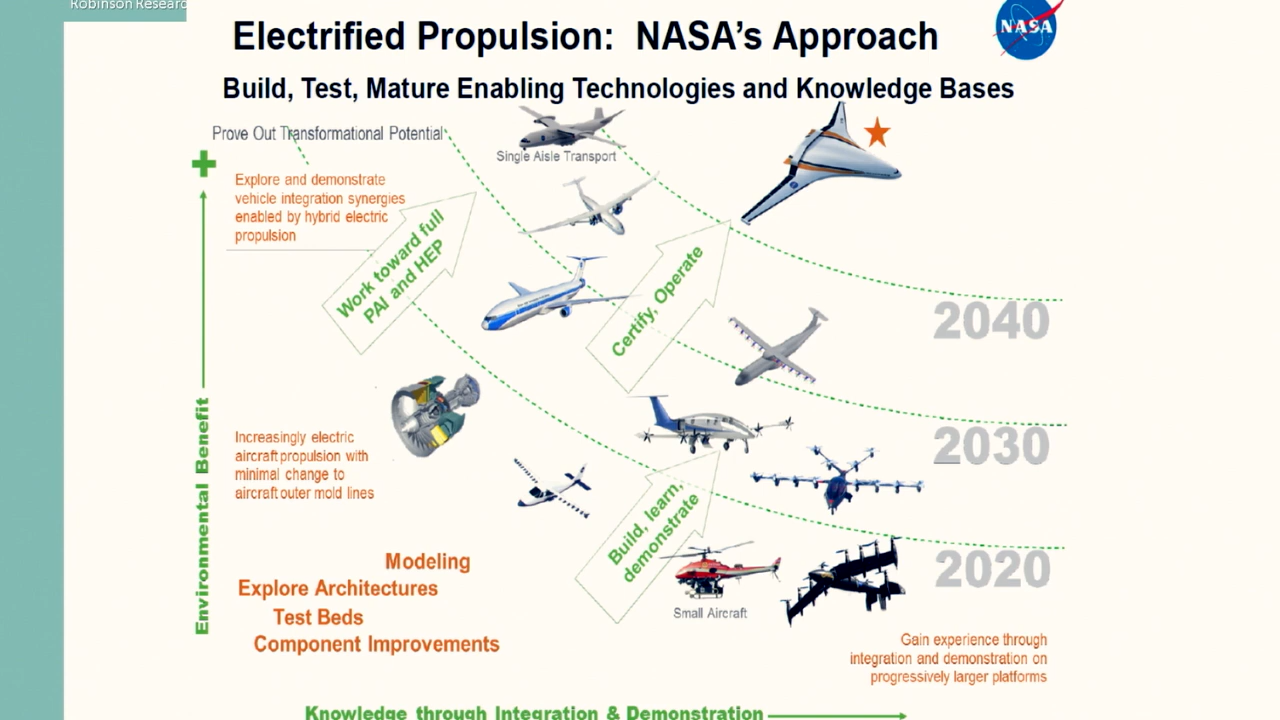 Robinson Researc
Electrified Propulsion: NASA's Approach
NASA
Build, Test, Mature Enabling Technologies and Knowledge Bases
Prove Out Transformational Potential
Single Aisle Transport
Explore and demonstrate
vehicle integration synergies
enabled by hybrid electric
propulsion
Work toward full
PAI and HEP
Certify, Operate
2040
2030
Environmental Benefit
Increasingly electric
aircraft propulsion with
minimal change to
aircraft outer mold lines
Build, learn,
demonstrate
2020
Modeling
Explore Architectures
Test Beds
Component Improvements
Small Aircraft
Gain experience through
integration and demonstration on
progressively larger platforms
Knowledge through Integration & Demonstration